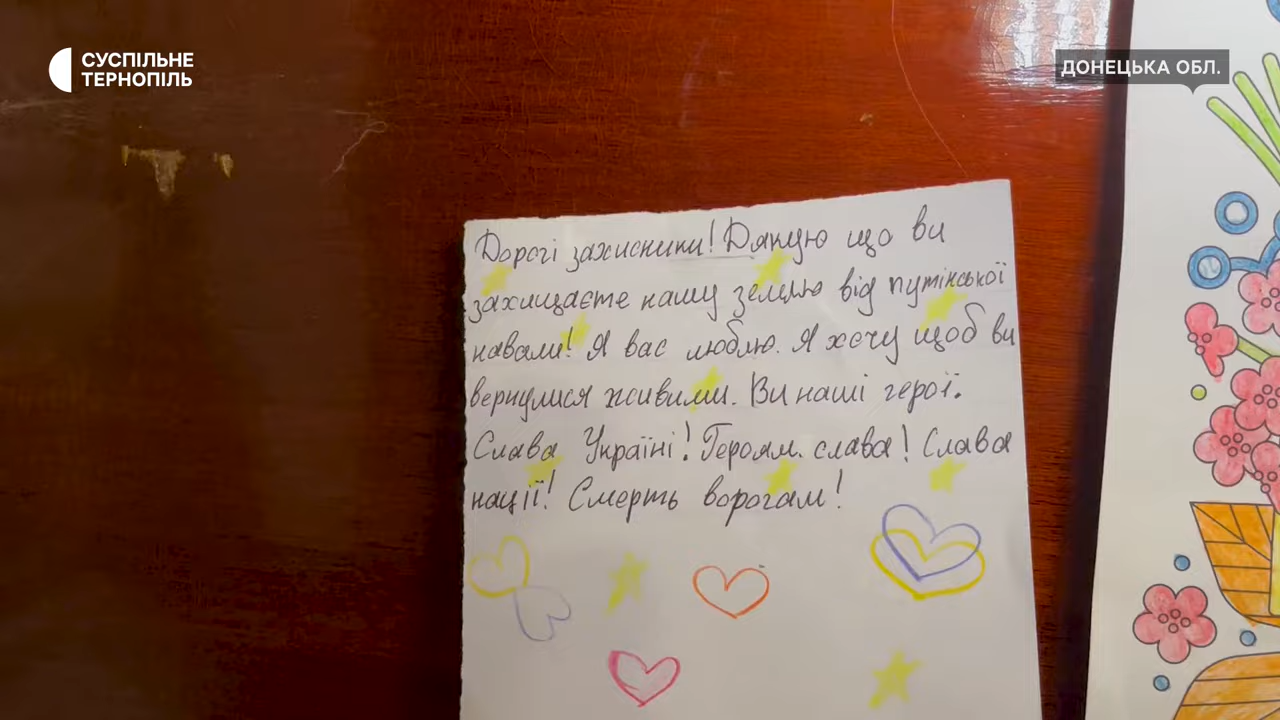 СУСПІЛЬНЕ
ТЕРНОПІЛЬ
ДОНЕЦЬКА ОБЛ.
Дорогі захисники! Дякую що ви
захищаєте нашу землю від путінської
навали! Я вас люблю. Я хочу щоб ви
вернулися живими. Ви наші герої.
Слава Україні! Героям слава! Слава
нації! Смерть ворогам!